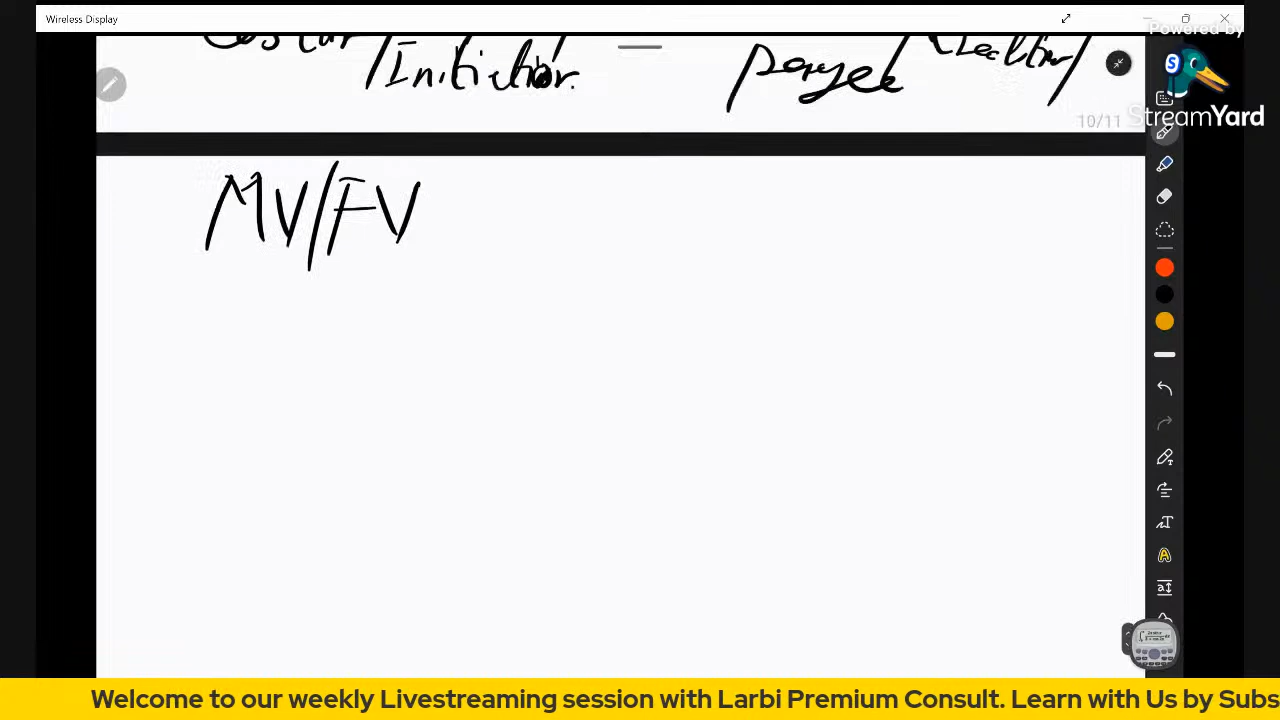 Wireless Display
Powered by
/Initiator.
payee/
10/11
StreamYard
MV/FV
Welcome to our weekly Livestreaming session with Larbi Premium Consult. Learn with Us by Subs